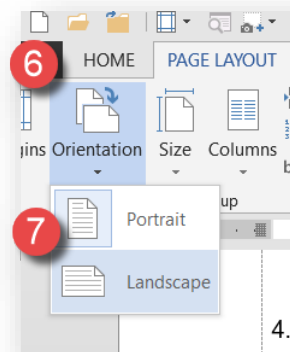 6 HOME PAGE LAYOUT
gins Orientation Size Columns
up
7 Portrait
Landscape
4.